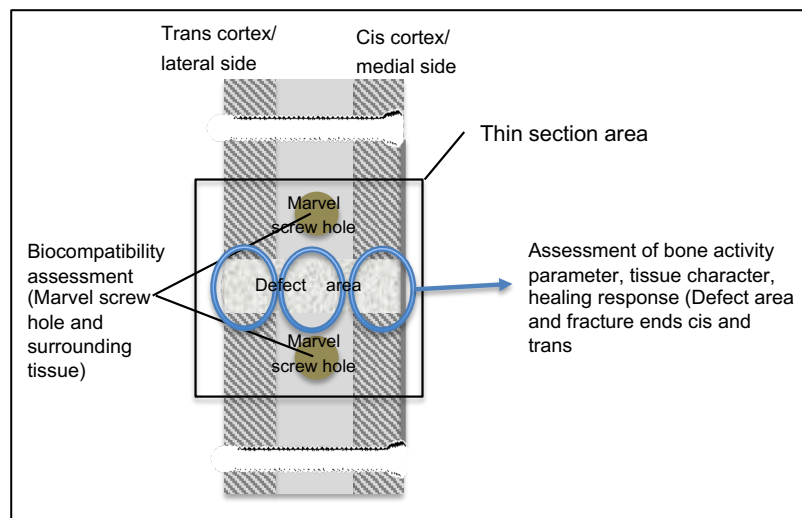 Trans cortex/
lateral side
Cis cortex/
medial side
Thin section area
Marvel
screw hole
Biocompatibility
assessment
(Marvel screw
hole and
surrounding
tissue)
Defect area
Assessment of bone activity
parameter, tissue character,
healing response (Defect area
and fracture ends cis and
trans
Marvel
screw hole